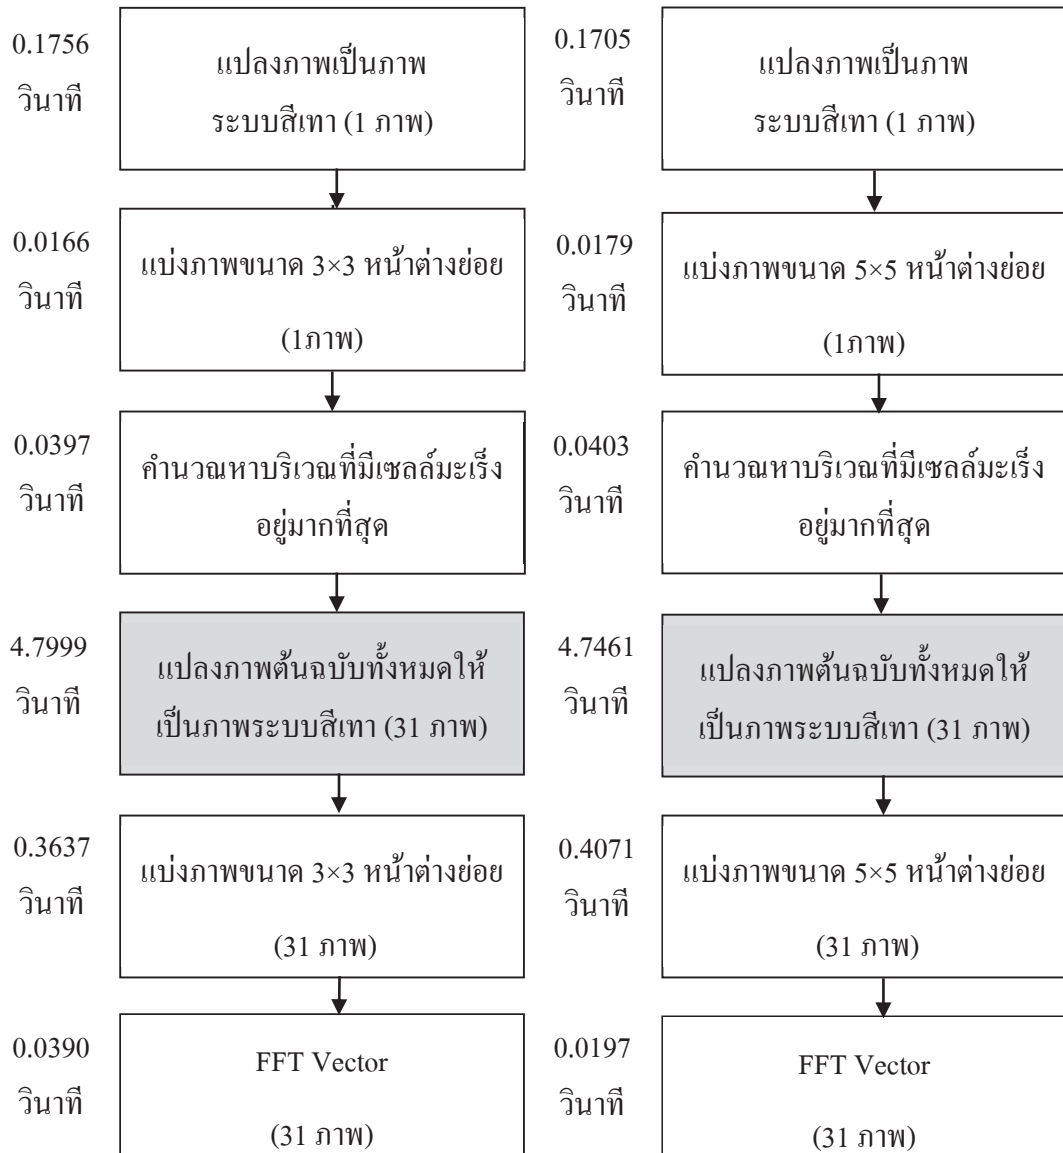 0.1756
วินาที
แปลงภาพเป็นภาพ
ระบบสีเทา (1 ภาพ)
0.0166
วินาที
แบ่งภาพขนาด 3×3 หน้าต่างย่อย
(1ภาพ)
0.0397
วินาที
คำนวณหาบริเวณที่มีเซลล์มะเร็ง
อยู่มากที่สุด
4.7999
วินาที
แปลงภาพต้นฉบับทั้งหมดให้
เป็นภาพระบบสีเทา (31 ภาพ)
0.3637
วินาที
แบ่งภาพขนาด 3×3 หน้าต่างย่อย
(31 ภาพ)
0.0390
วินาที
FFT Vector
(31 ภาพ)
0.1705
วินาที
แปลงภาพเป็นภาพ
ระบบสีเทา (1 ภาพ)
0.0179
วินาที
แบ่งภาพขนาด 5×5 หน้าต่างย่อย
(1ภาพ)
0.0403
วินาที
คำนวณหาบริเวณที่มีเซลล์มะเร็ง
อยู่มากที่สุด
4.7461
วินาที
แปลงภาพต้นฉบับทั้งหมดให้
เป็นภาพระบบสีเทา (31 ภาพ)
0.4071
วินาที
แบ่งภาพขนาด 5×5 หน้าต่างย่อย
(31 ภาพ)
0.0197
วินาที
FFT Vector
(31 ภาพ)